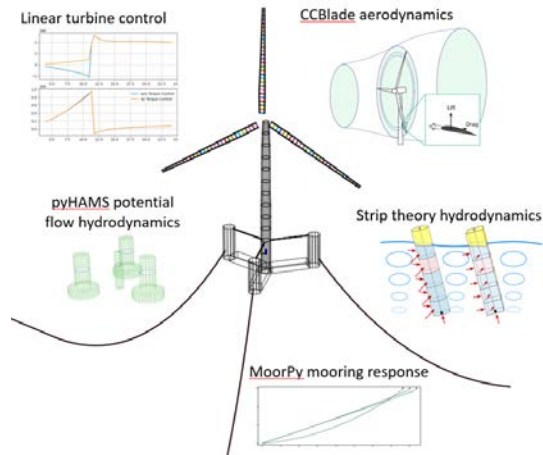 Linear turbine control
CCBlade aerodynamics
Lift
Drag
pyHAMS potential
flow hydrodynamics
Strip theory hydrodynamics
MoorPy mooring response